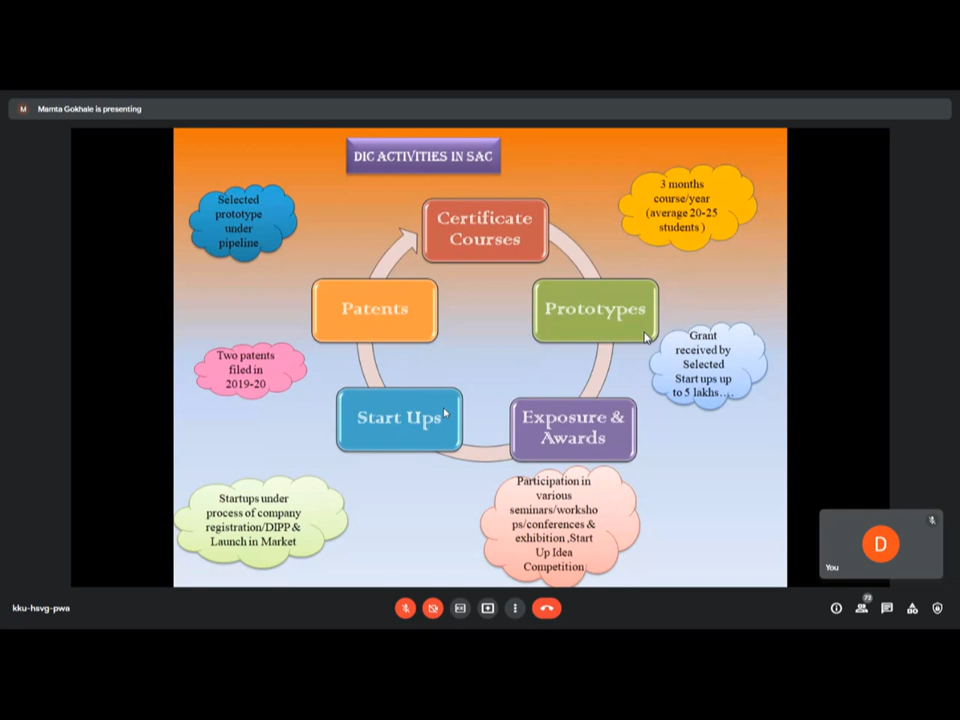 M Mamta Gokhale is presenting
DIC ACTIVITIES IN SAC
Selected
prototype
under
pipeline
Certificate
Courses
3 months
course/year
(average 20-25
students )
Patents
Prototypes
Two patents
filed in
2019-20
Grant
received by
Selected
Start ups up
to 5 lakhs....
Start Ups
Exposure &
Awards
Startups under
process of company
registration/DIPP &
Launch in Market
Participation in
various
seminars/worksho
ps/conferences &
exhibition ,Start
Up Idea
Competition
D
You
kku-hsvg-pwa